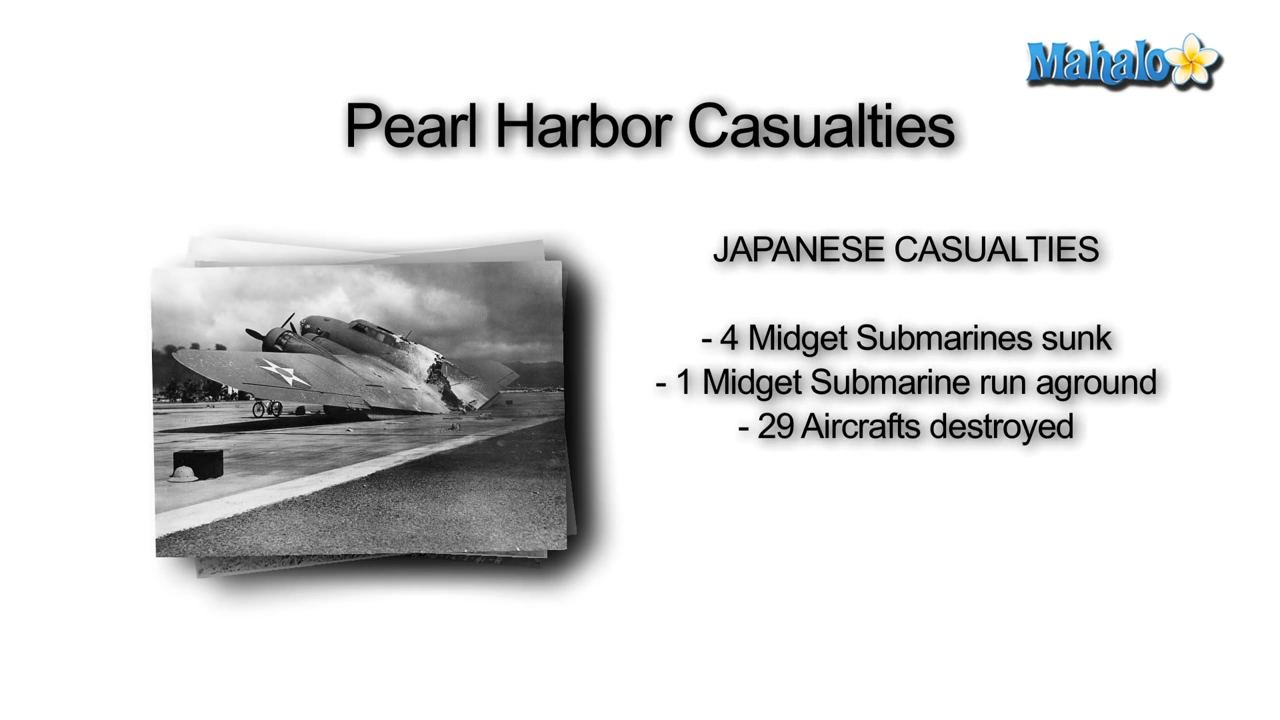 Mahalo
Pearl Harbor Casualties
JAPANESE CASUALTIES
- 4 Midget Submarines sunk
- 1 Midget Submarine run aground
- 29 Aircrafts destroyed